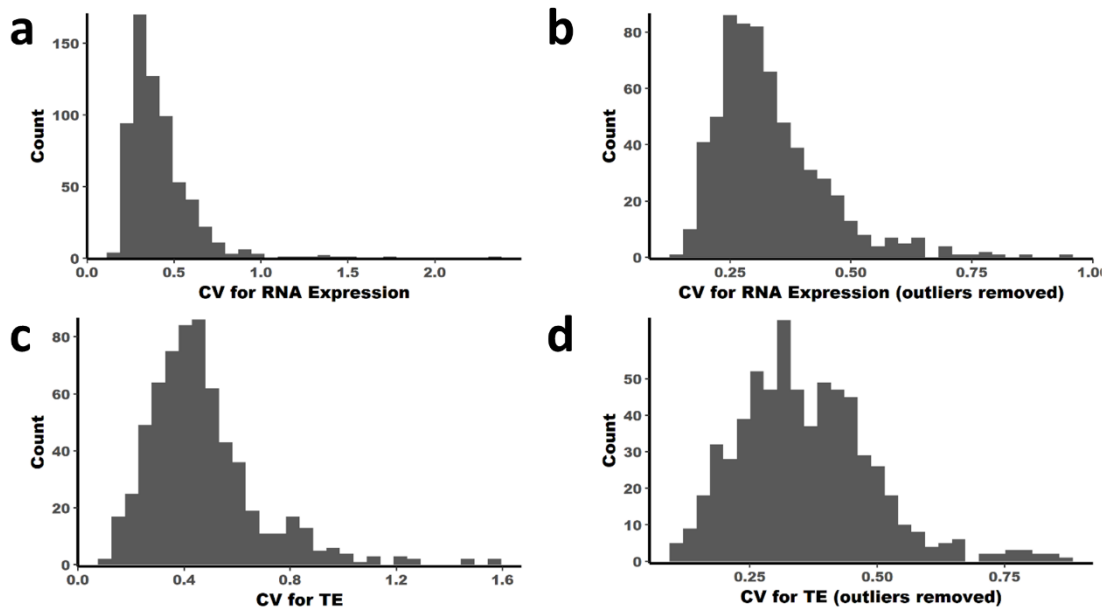 a
150
100
50
0
Count
0.0 0.5 1.0 1.5 2.0
CV for RNA Expression
b
80
60
40
20
0
Count
0.25 0.50 0.75 1.0
CV for RNA Expression (outliers removed)
c
80
60
40
20
0
Count
0.0 0.4 0.8 1.2 1.6
CV for TE
d
50
40
30
20
10
0
Count
0.25 0.50 0.75
CV for TE (outliers removed)